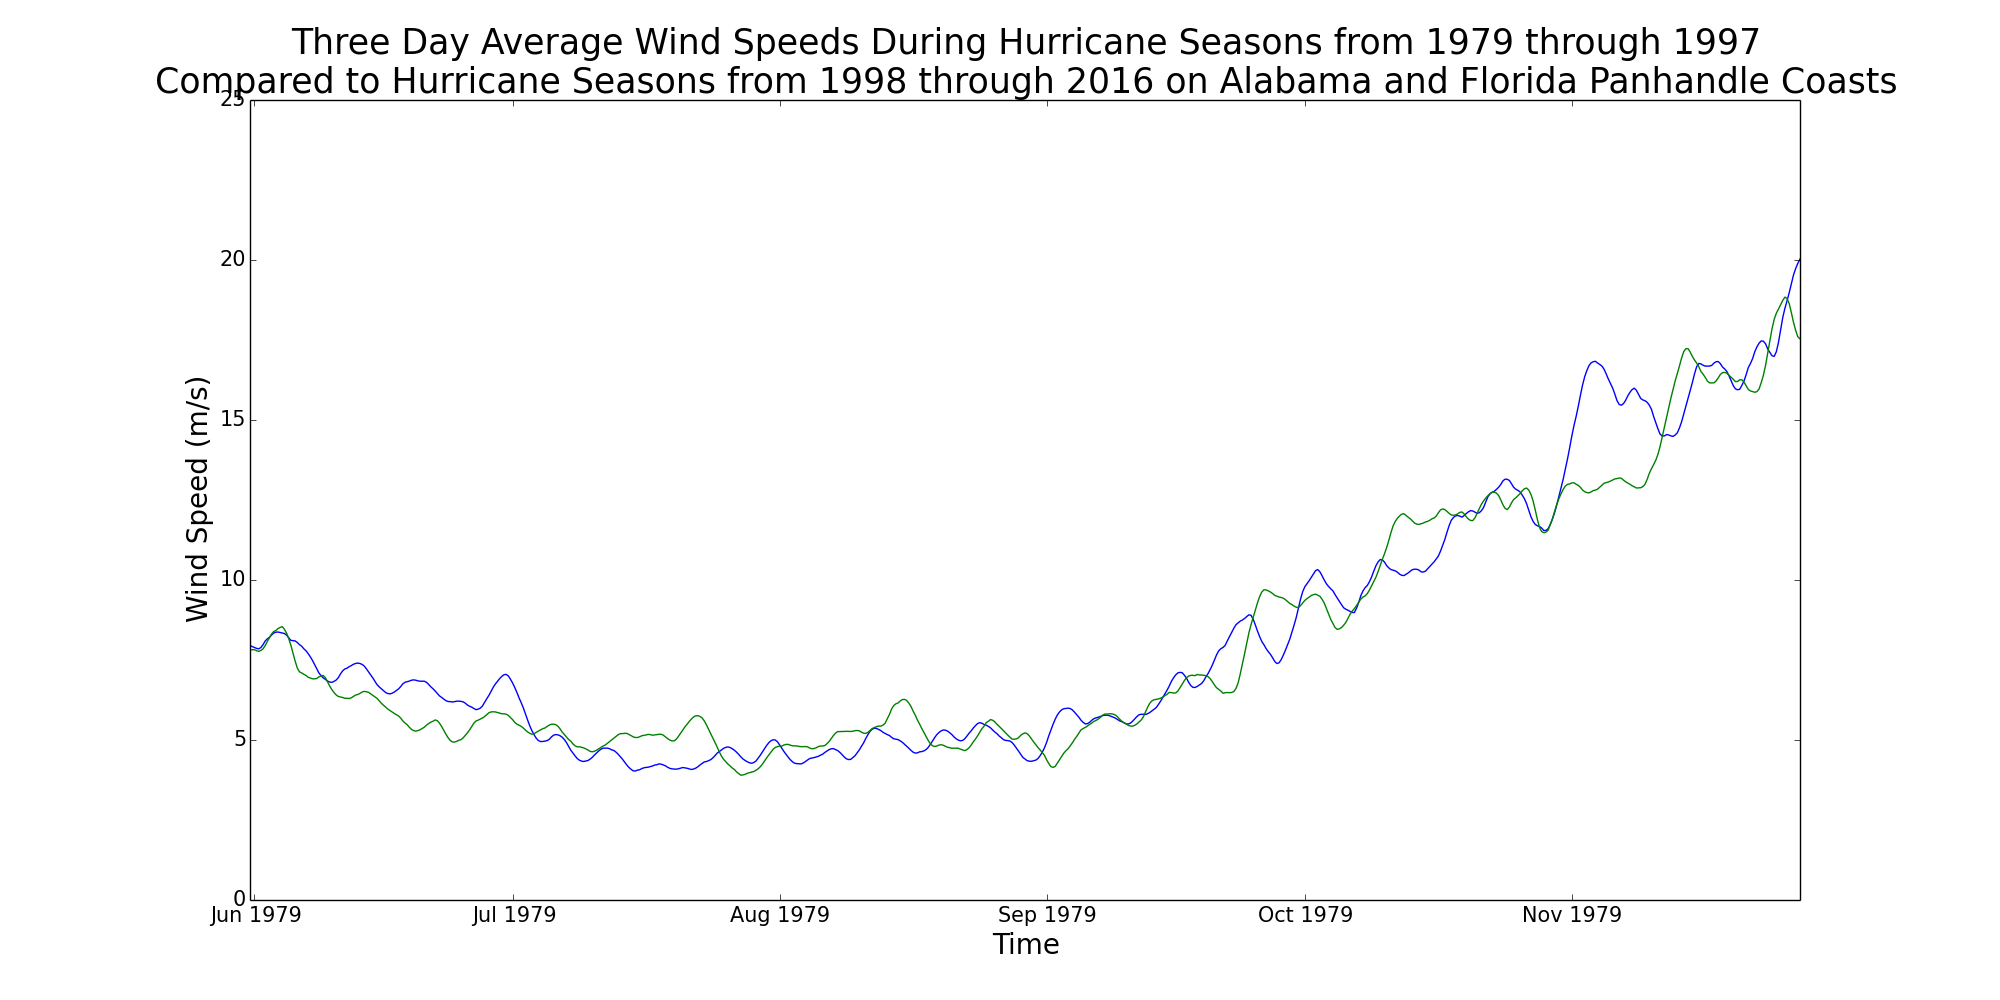 Three Day Average Wind Speeds During Hurricane Seasons from 1979 through 1997
Compared to Hurricane Seasons from 1998 through 2016 on Alabama and Florida Panhandle Coasts
25
20
15
10
5
0
Wind Speed (m/s)
Jun 1979 Jul 1979 Aug 1979 Sep 1979 Oct 1979 Nov 1979
Time